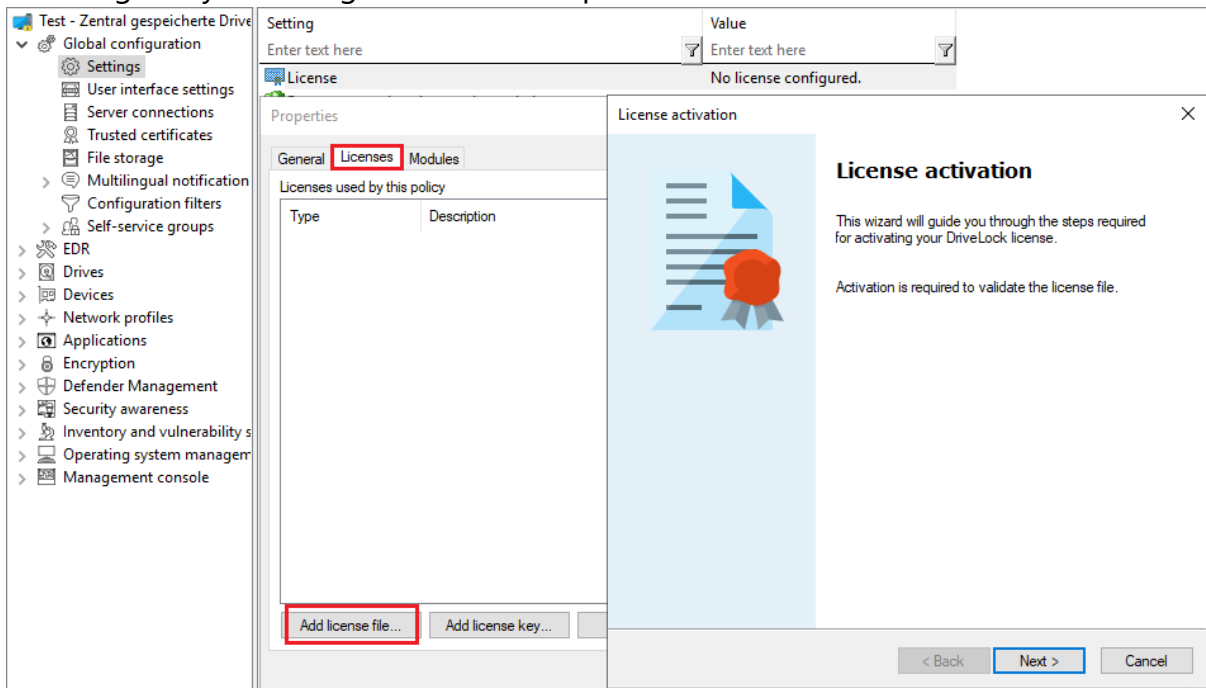 Test - Zentral gespeicherte Drive
Global configuration
Settings
User interface settings
Server connections
Trusted certificates
File storage
Multilingual notification
Configuration filters
Self-service groups
EDR
Drives
Devices
Network profiles
Applications
Encryption
Defender Management
Security awareness
Inventory and vulnerability s
Operating system managem
Management console
Setting Value
Enter text here Enter text here
License No license configured.
Properties
General Licenses Modules
Licenses used by this policy
Type Description
Add license file... Add license key...
License activation
License activation
This wizard will guide you through the steps required
for activating your DriveLock license.
Activation is required to validate the license file.
< Back Next > Cancel